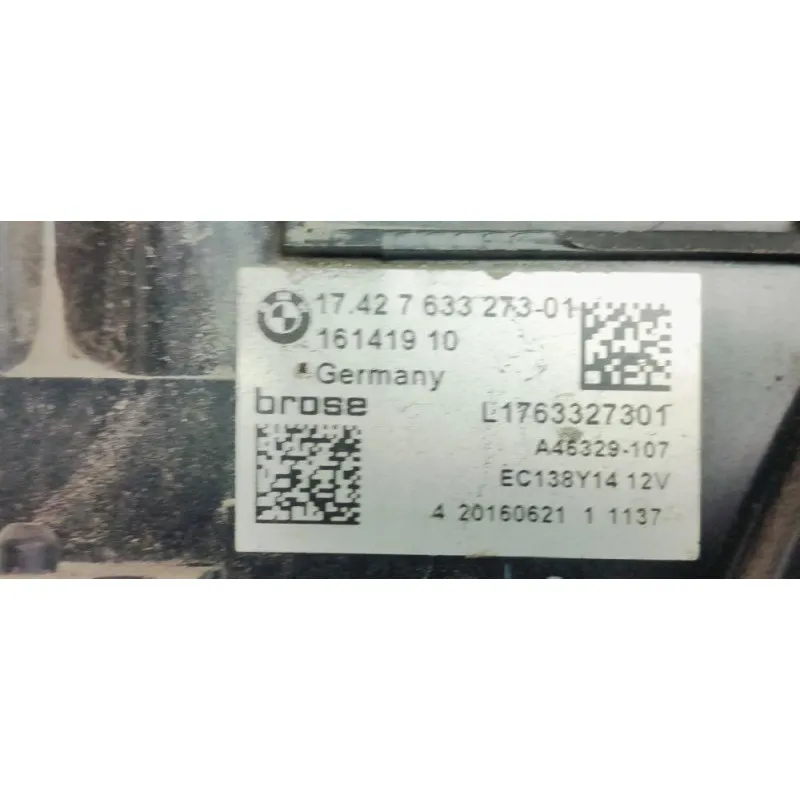 17.42 7 633 273-01
161419 10
Germany
brose
L1763327301
A46329-107
EC138Y14 12V
4 20160621 1 1137